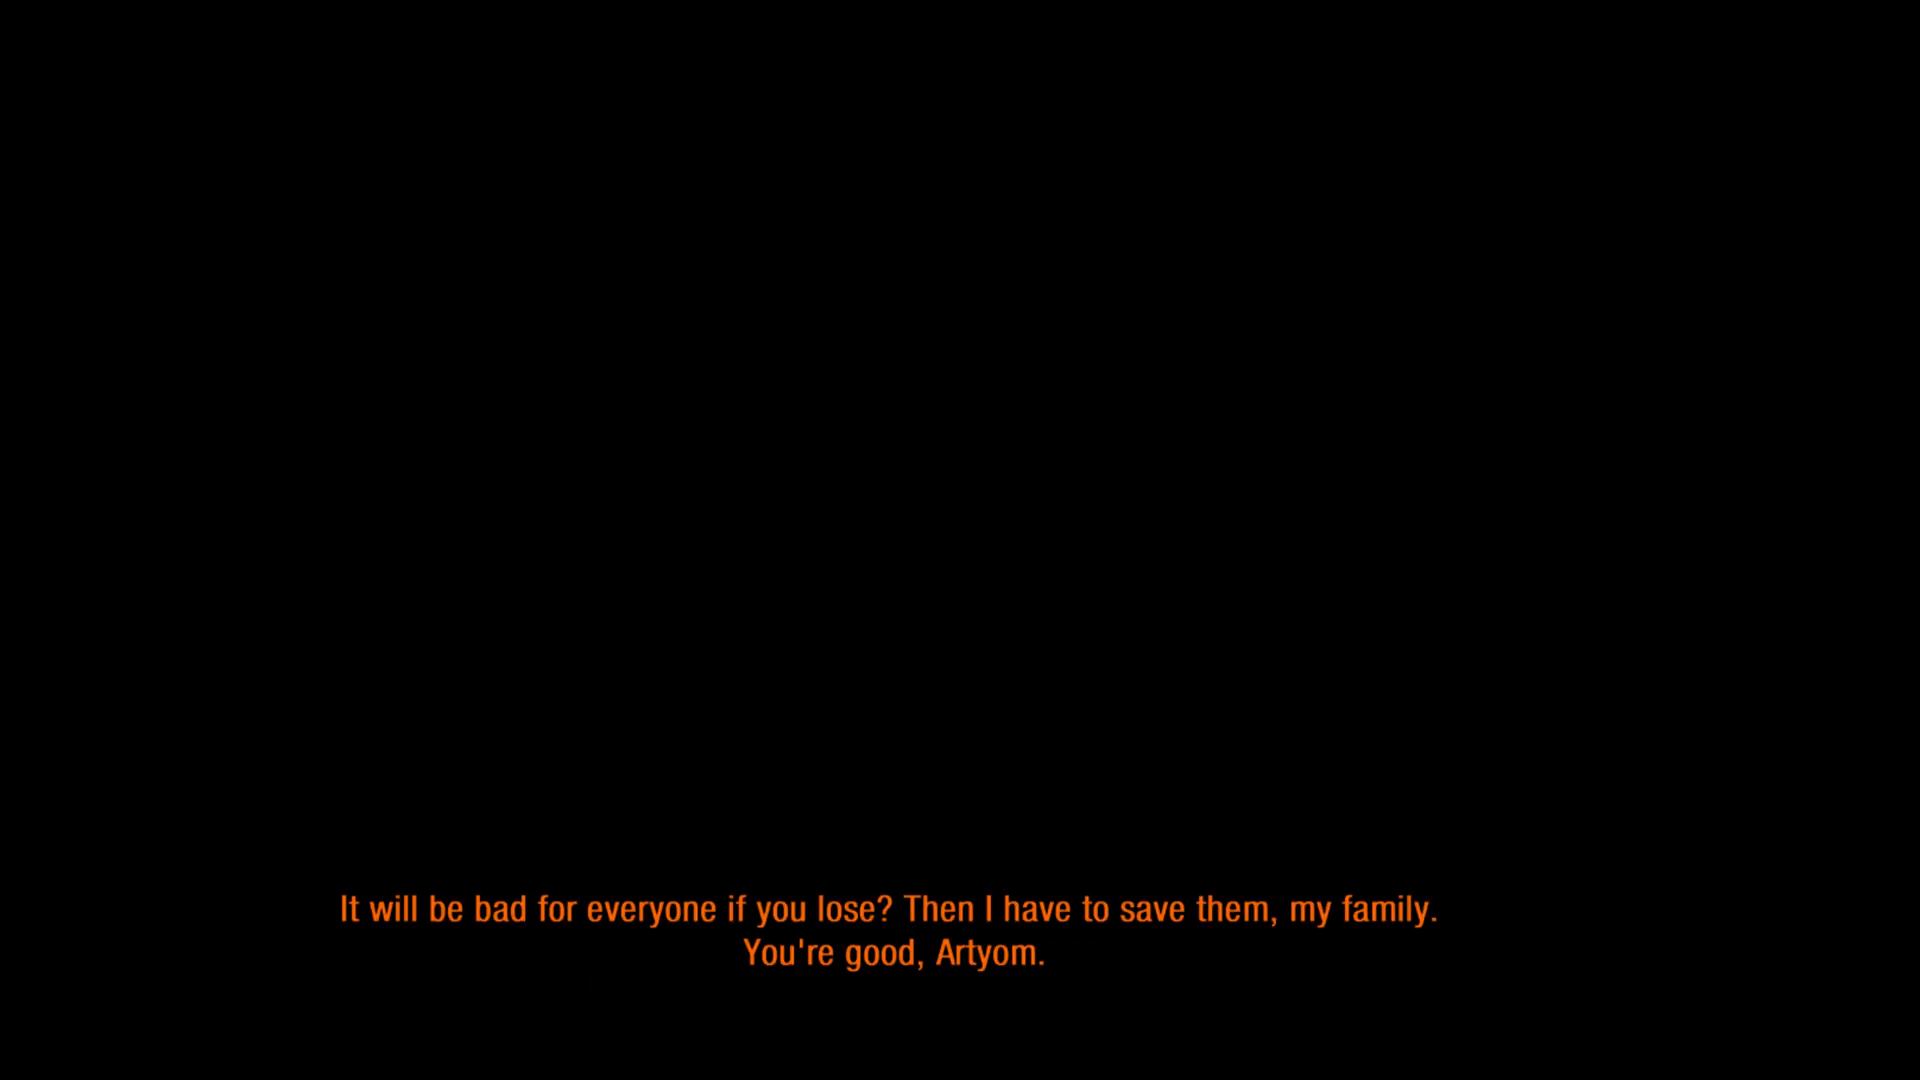 It will be bad for everyone if you lose? Then I have to save them, my family.
You're good, Artyom.